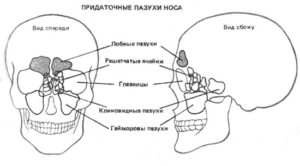 ПРИДАТОЧНЫЕ ПАЗУХИ НОСА
Вид спереди
Вид сбоку
Лобные пазухи
Решетчатые ячейки
Глазницы
Клиновидные пазухи
Гайморовы пазухи